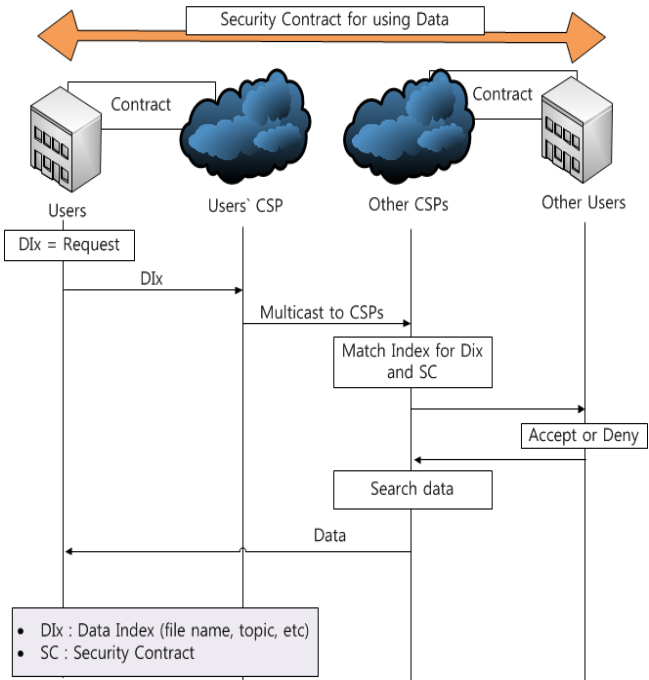 Security Contract for using Data
Contract
Contract
Users
Users` CSP
Other CSPs
Other Users
DIx = Request
DIx
Multicast to CSPs
Match Index for Dix
and SC
Accept or Deny
Search data
Data
• DIx : Data Index (file name, topic, etc)
• SC : Security Contract